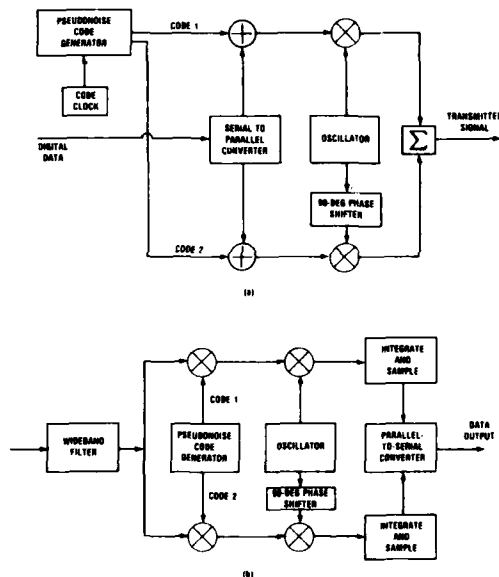 PSEUDONOISE
CODE
GENERATOR
CODE 1
CODE
CLOCK
DIGITAL
DATA
SERIAL TO
PARALLEL
CONVERTER
OSCILLATOR
TRANSMITTED
SIGNAL
Σ
90-DEG PHASE
SHIFTER
CODE 2
(a)
INTEGRATE
AND
SAMPLE
CODE 1
DATA
OUTPUT
WIDEBAND
FILTER
PSEUDONOISE
CODE
GENERATOR
OSCILLATOR
PARALLEL-
TO-SERIAL
CONVERTER
CODE 2
90-DEG PHASE
SHIFTER
INTEGRATE
AND
SAMPLE
(b)